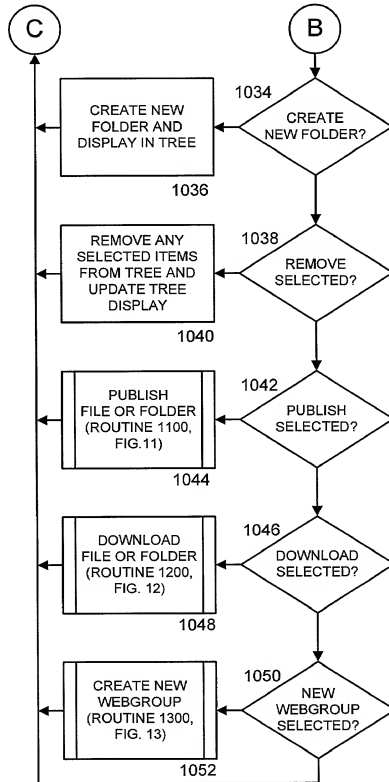 C
B
1034
CREATE NEW
FOLDER AND
DISPLAY IN TREE
CREATE
NEW FOLDER?
1036
1038
REMOVE ANY
SELECTED ITEMS
FROM TREE AND
UPDATE TREE
DISPLAY
REMOVE
SELECTED?
1040
1042
PUBLISH
FILE OR FOLDER
(ROUTINE 1100,
FIG.11)
PUBLISH
SELECTED?
1044
1046
DOWNLOAD
FILE OR FOLDER
(ROUTINE 1200,
FIG. 12)
DOWNLOAD
SELECTED?
1048
1050
CREATE NEW
WEBGROUP
(ROUTINE 1300,
FIG. 13)
NEW
WEBGROUP
SELECTED?
1052